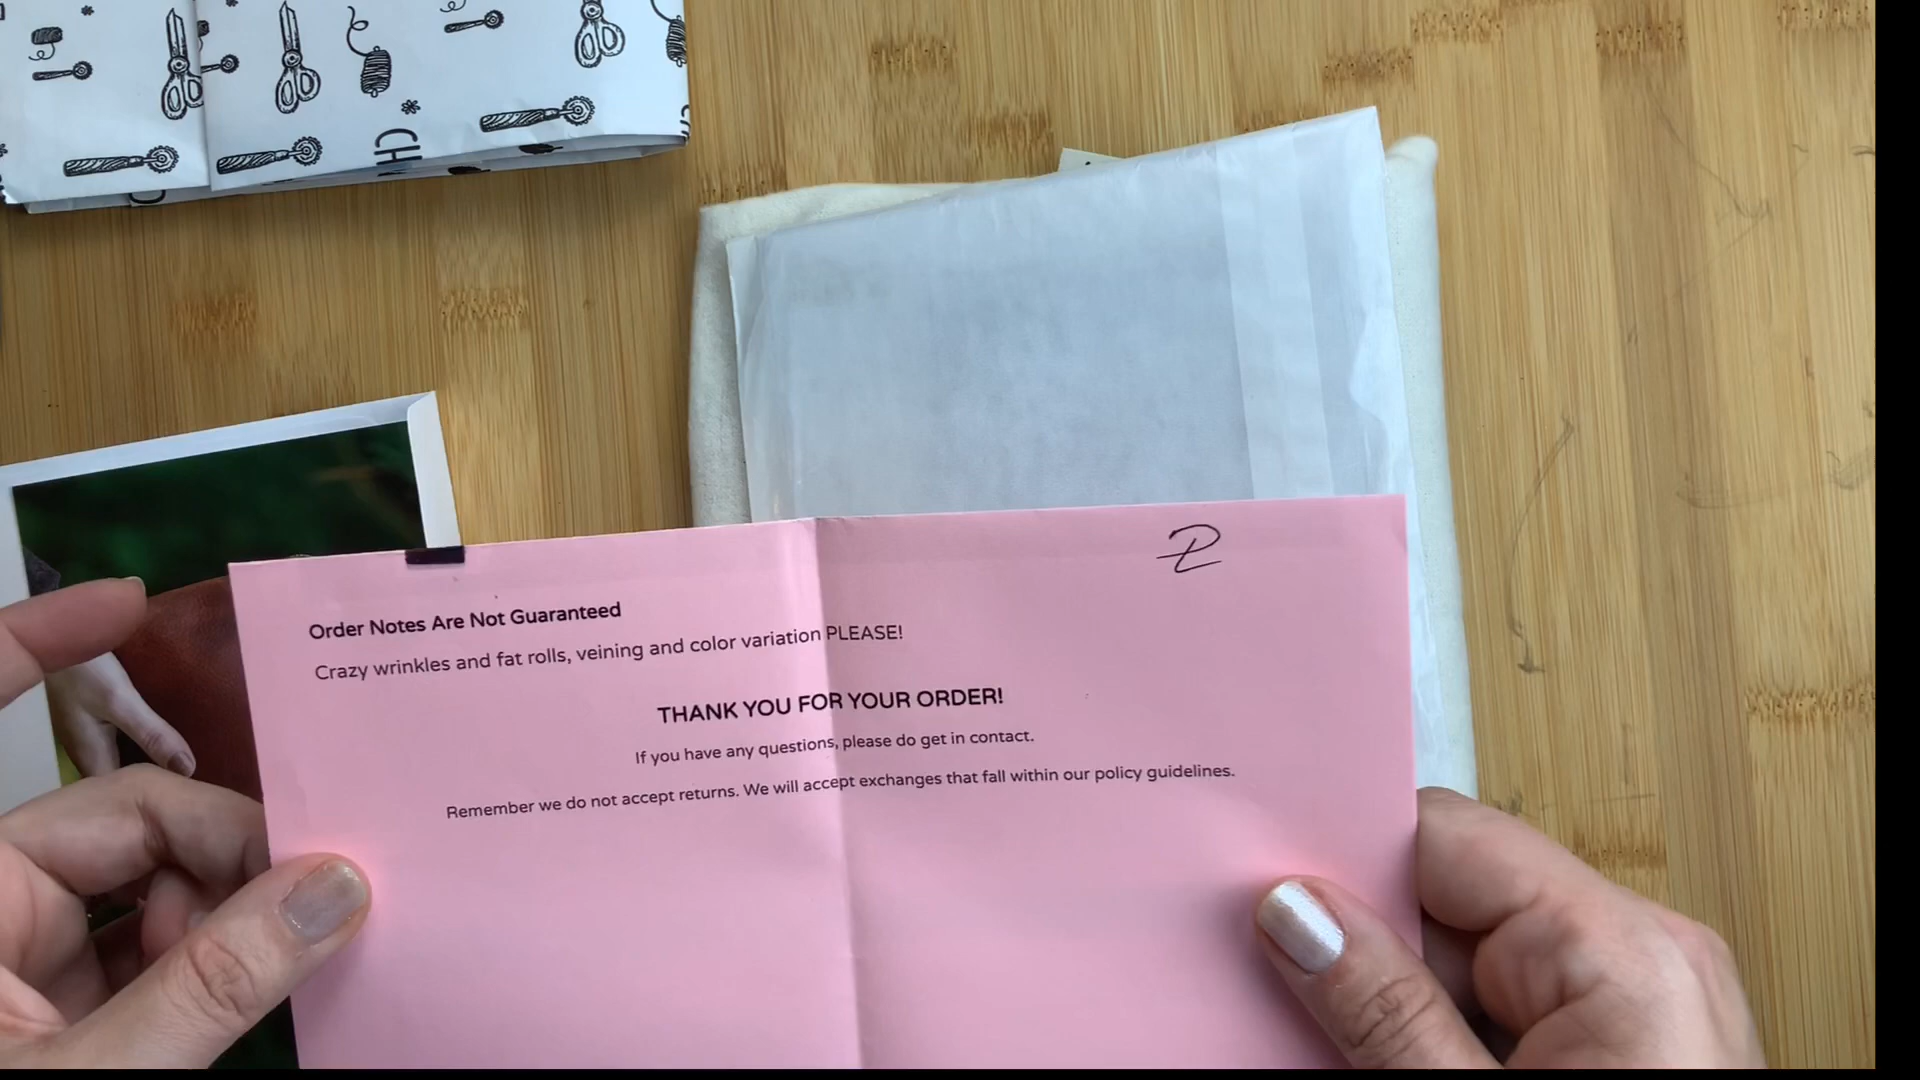 Order Notes Are Not Guaranteed
Crazy wrinkles and fat rolls, veining and color variation PLEASE!
THANK YOU FOR YOUR ORDER!
If you have any questions, please do get in contact.
Remember we do not accept returns. We will accept exchanges that fall within our policy guidelines.